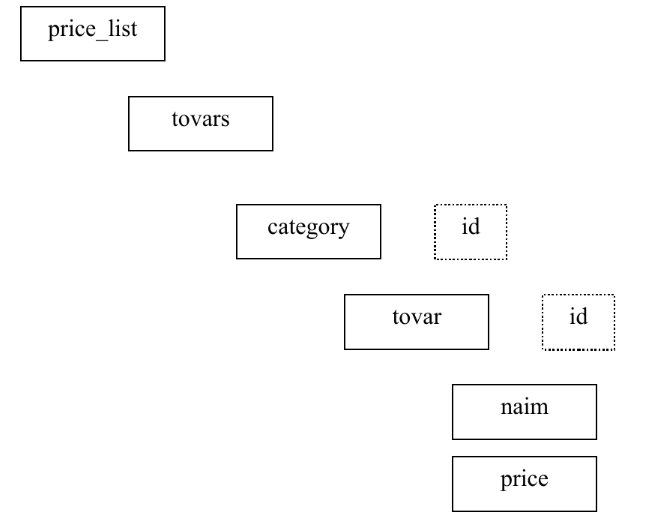 price_list
tovars
category
id
tovar
id
naim
price